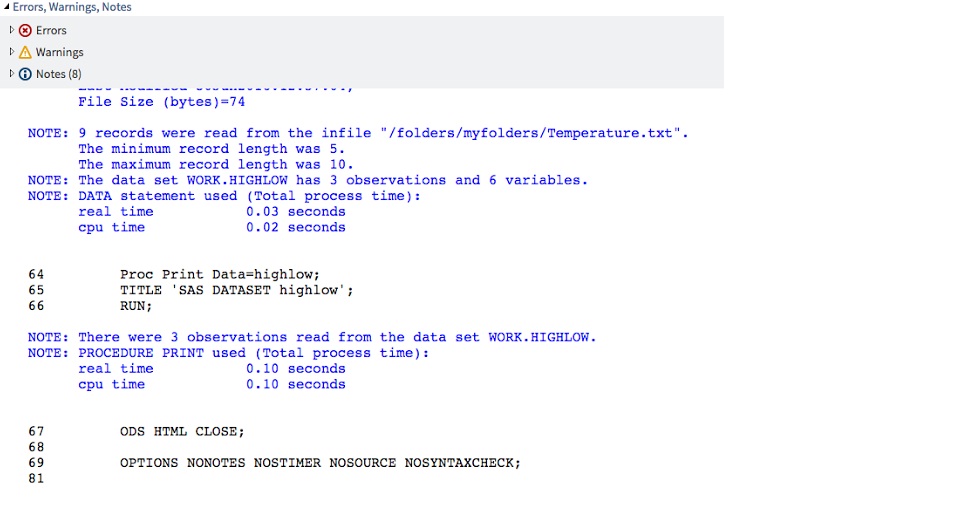 Errors, Warnings, Notes
Errors
Warnings
Notes (8)
File Size (bytes)=74
NOTE: 9 records were read from the infile "/folders/myfolders/Temperature.txt".
The minimum record length was 5.
The maximum record length was 10.
NOTE: The data set WORK.HIGHLOW has 3 observations and 6 variables.
NOTE: DATA statement used (Total process time):
real time 0.03 seconds
cpu time 0.02 seconds
64 Proc Print Data=highlow;
65 TITLE 'SAS DATASET highlow';
66 RUN;
NOTE: There were 3 observations read from the data set WORK.HIGHLOW.
NOTE: PROCEDURE PRINT used (Total process time):
real time 0.10 seconds
cpu time 0.10 seconds
67 ODS HTML CLOSE;
68
69 OPTIONS NONOTES NOSTIMER NOSOURCE NOSYNTAXCHECK;
81